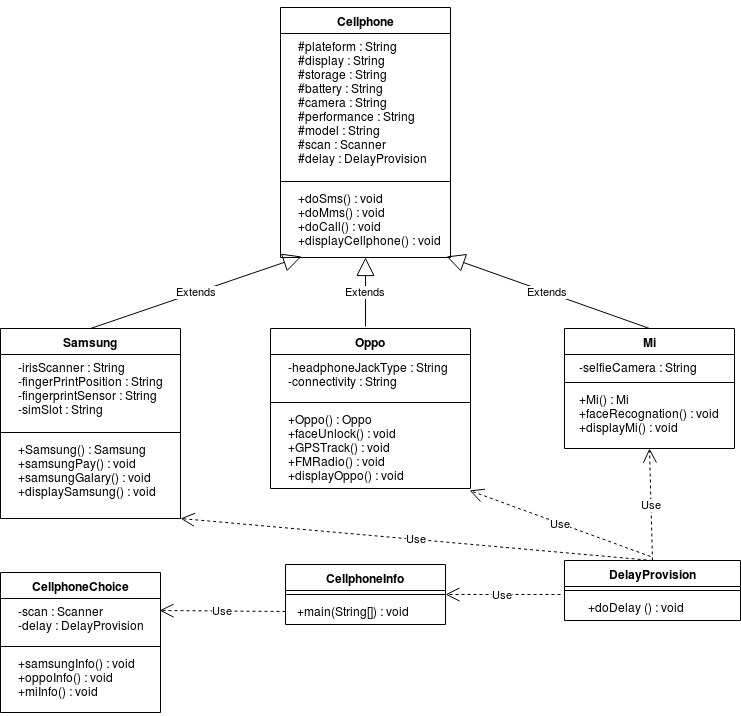 Cellphone
#plateform : String
#display : String
#storage : String
#battery : String
#camera : String
#performance : String
#model : String
#scan : Scanner
#delay : DelayProvision
+doSms() : void
+doMms() : void
+doCall() : void
+displayCellphone() : void
Extends
Extends
Extends
Samsung
-irisScanner : String
-fingerPrintPosition : String
-fingerprintSensor : String
-simSlot : String
+Samsung() : Samsung
+samsungPay() : void
+samsungGalary() : void
+displaySamsung() : void
Oppo
-headphoneJackType : String
-connectivity : String
+Oppo() : Oppo
+faceUnlock() : void
+GPSTrack() : void
+FMRadio() : void
+displayOppo() : void
Mi
-selfieCamera : String
+Mi() : Mi
+faceRecognation() : void
+displayMi() : void
Use
Use
Use
CellphoneChoice
-scan : Scanner
-delay : DelayProvision
+samsungInfo() : void
+oppoInfo() : void
+miInfo() : void
Use
CellphoneInfo
+main(String[]) : void
Use
DelayProvision
+doDelay () : void